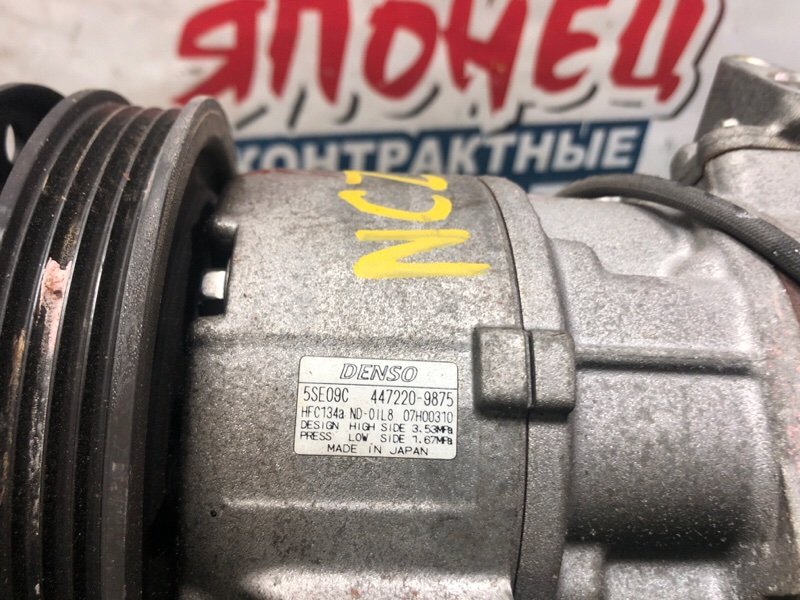 ЯПОНЕЦ
КОНТРАКТНЫЕ
NCZ
DENSO
5SE09C 447220-9875
HFC134a ND-OIL8 07H00310
DESIGN HIGH SIDE 3.53MPa
PRESS LOW SIDE 1.67MPa
MADE IN JAPAN